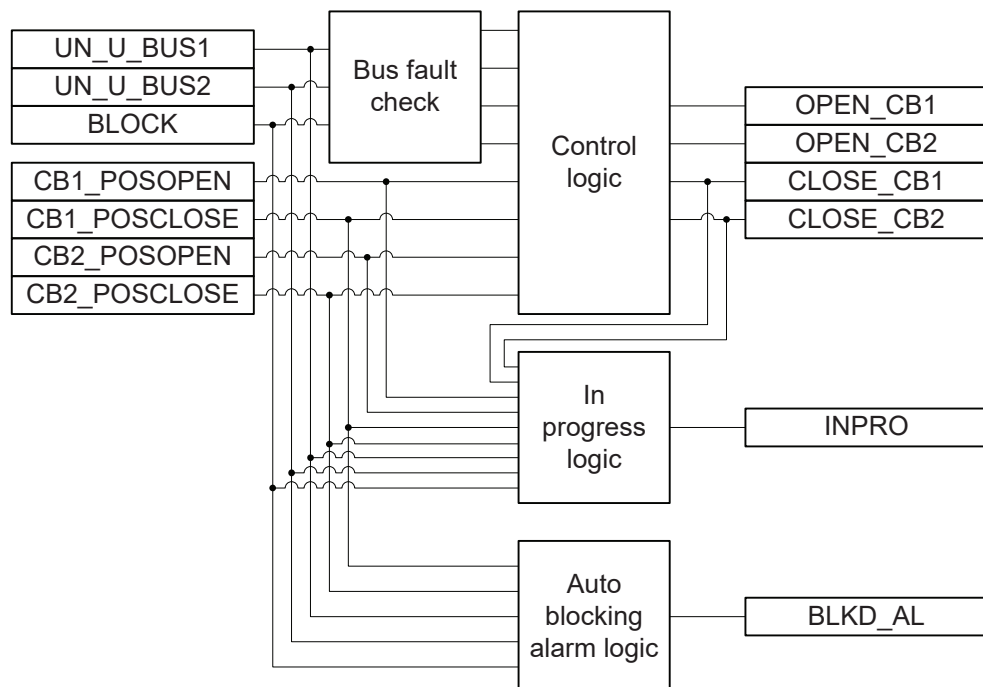 UN_U_BUS1
UN_U_BUS2
BLOCK
CB1_POSOPEN
CB1_POSCLOSE
CB2_POSOPEN
CB2_POSCLOSE
Bus fault
check
Control
logic
OPEN_CB1
OPEN_CB2
CLOSE_CB1
CLOSE_CB2
In
progress
logic
INPRO
Auto
blocking
alarm logic
BLKD_AL